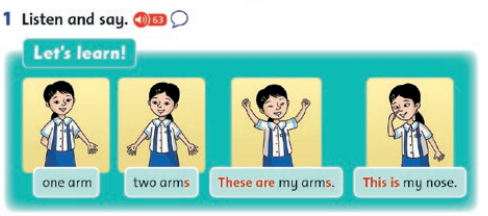 1 Listen and say. 63
Let's learn!
one arm
two arms
These are my arms.
This is my nose.